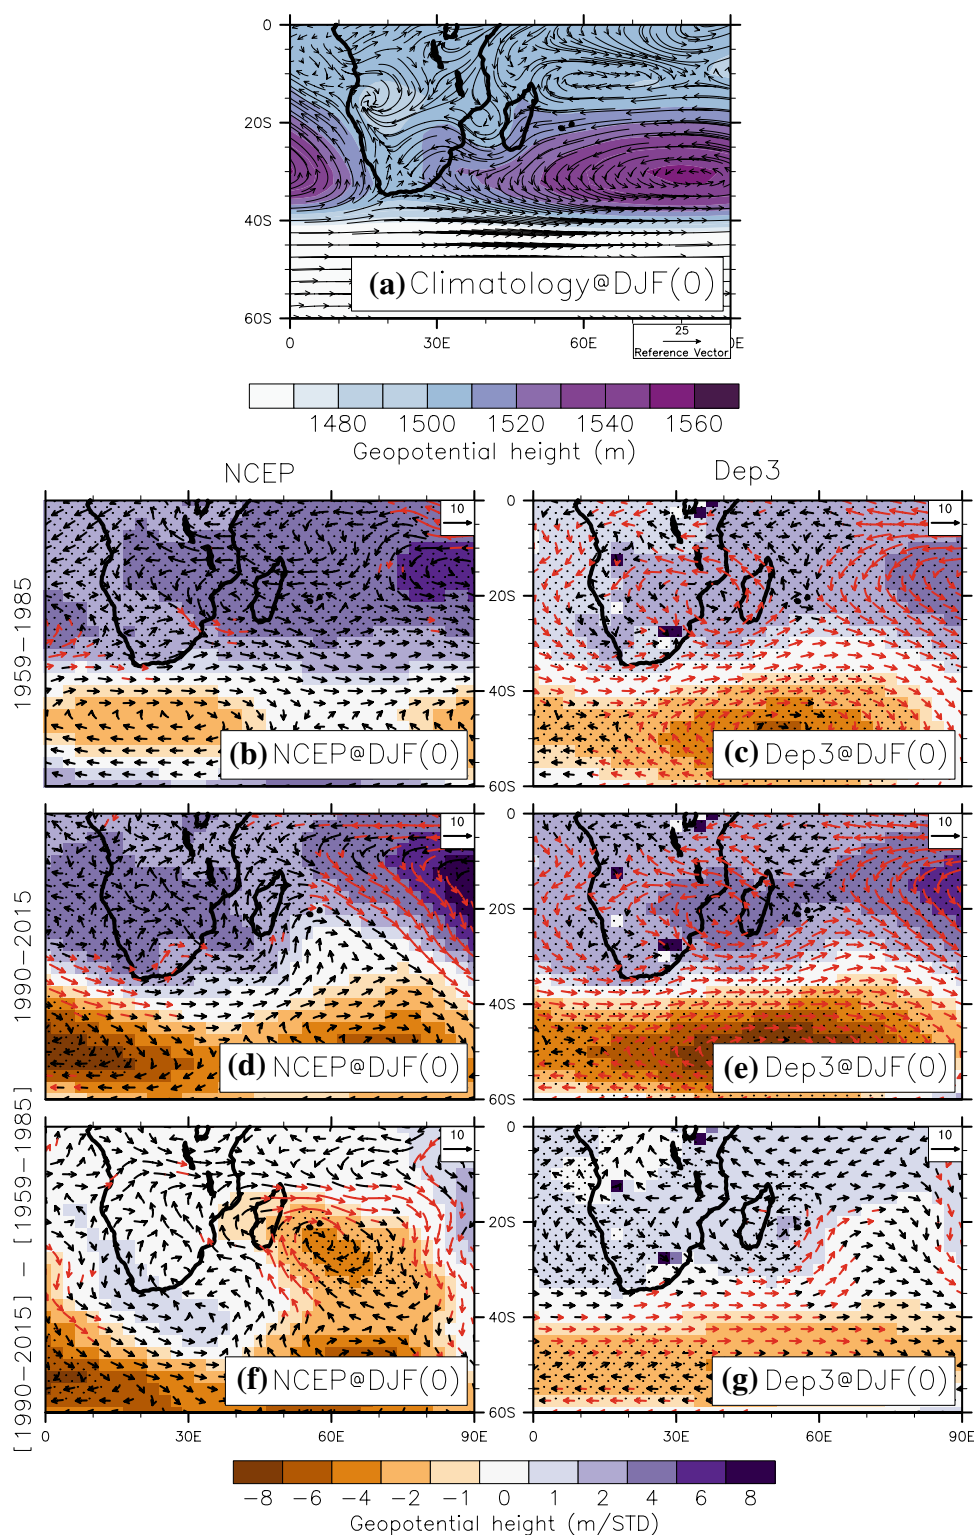 0
20S
40S
60S
(a) Climatology@DJF(0)
0 30E 60E 0E
25
Reference Vector
1480 1500 1520 1540 1560
Geopotential height (m)
NCEP Dep3
1959-1985
10
(b) NCEP@DJF(0)
0
20S
40S
60S
10
(c) Dep3@DJF(0)
1990-2015
10
(d) NCEP@DJF(0)
0
20S
40S
60S
10
(e) Dep3@DJF(0)
[1990-2015] - [1959-1985]
10
(f) NCEP@DJF(0)
0
20S
40S
60S
10
(g) Dep3@DJF(0)
0 30E 60E 0 30E 60E 90E
-8 -6 -4 -2 -1 0 1 2 4 6 8
Geopotential height (m/STD)